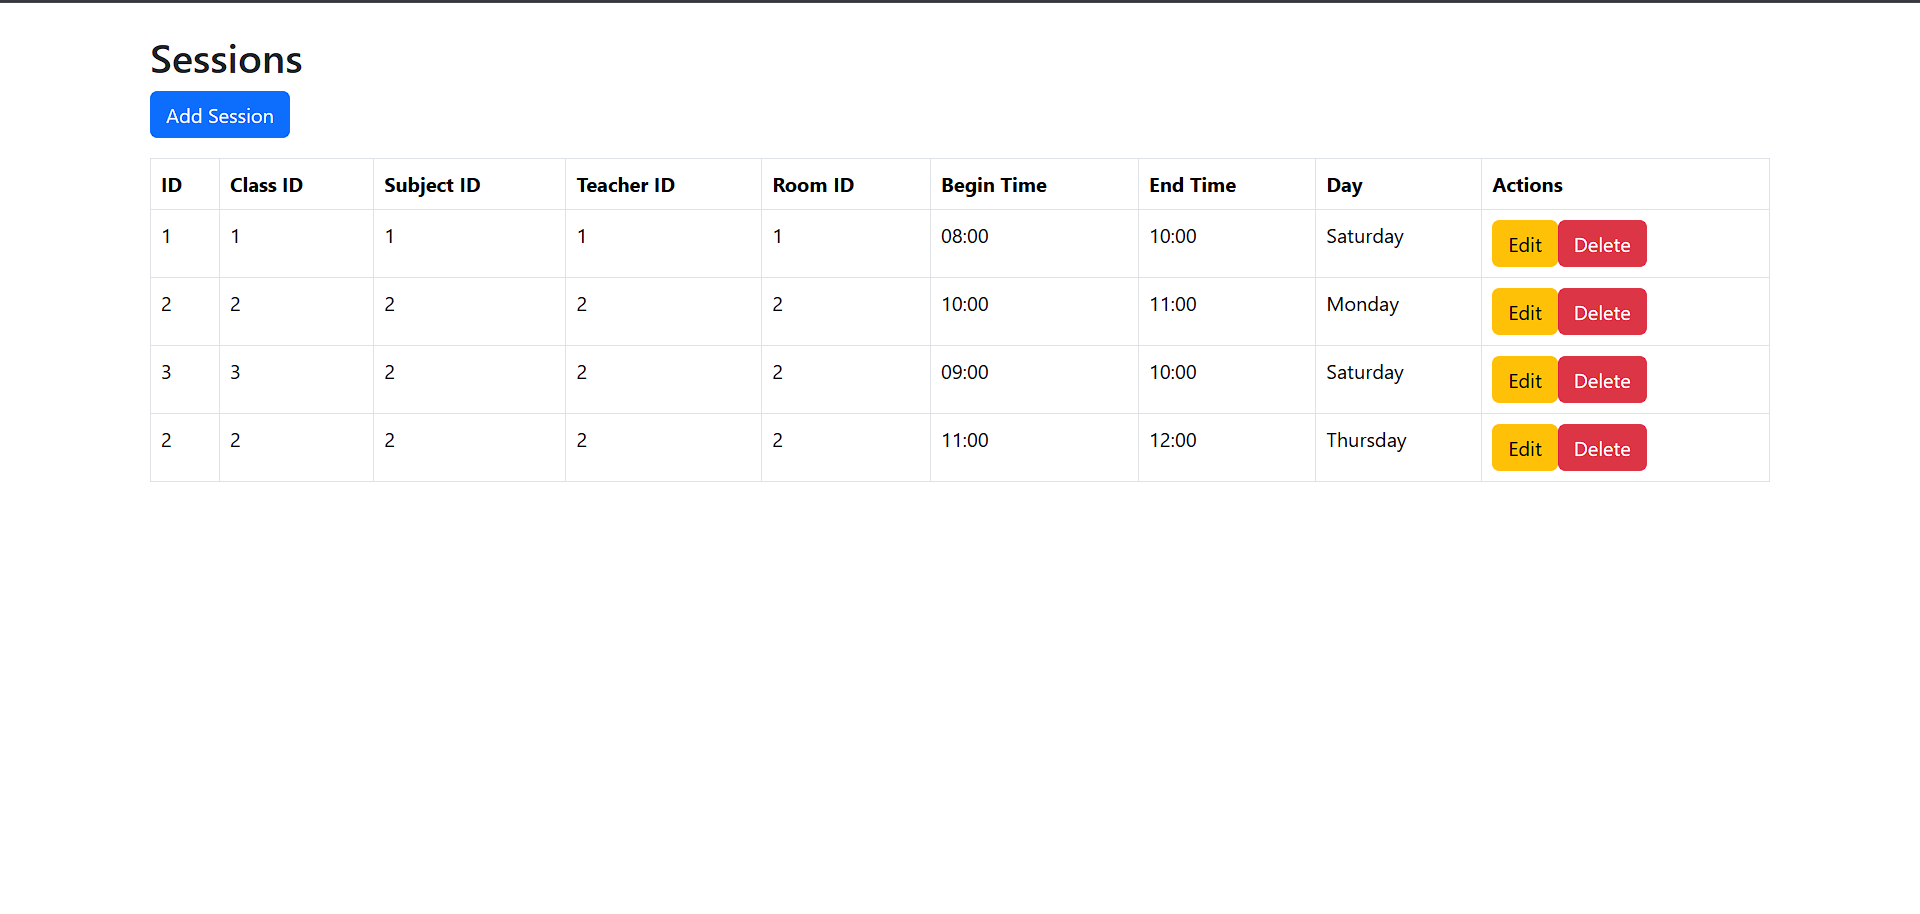 Sessions
Add Session
ID Class ID Subject ID Teacher ID Room ID Begin Time End Time Day Actions
1 1 1 1 1 08:00 10:00 Saturday Edit Delete
2 2 2 2 2 10:00 11:00 Monday Edit Delete
3 3 2 2 2 09:00 10:00 Saturday Edit Delete
2 2 2 2 2 11:00 12:00 Thursday Edit Delete